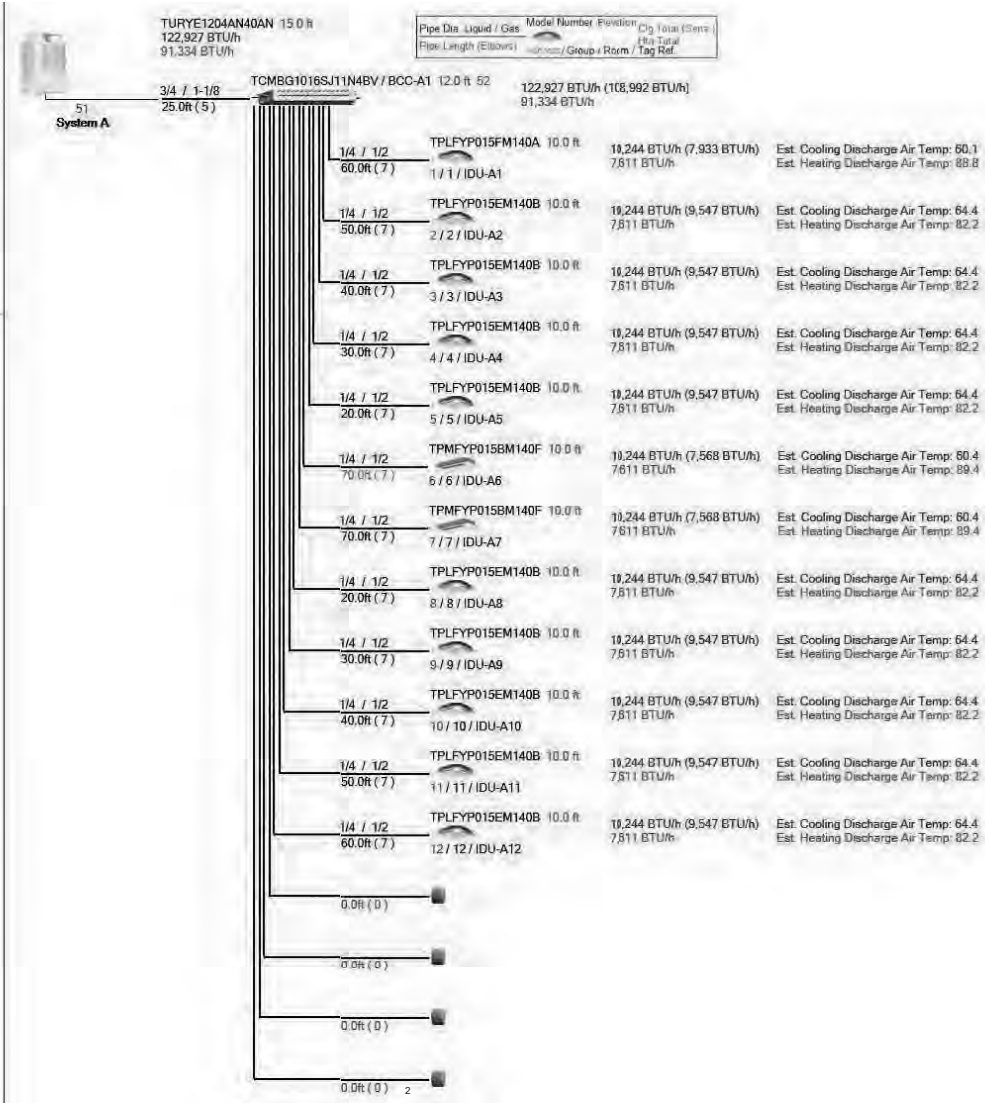 TURYE1204AN40AN 15.0 ft
122,927 BTU/h
91,334 BTU/h
Pipe Dia. Liquid / Gas Model Number Elevation Clg Total (Sens.)
Pipe Length (Elbows) Address / Group / Room / Tag Ref. Htg Total
51
System A
3/4 / 1-1/8
25.0ft ( 5 )
TCMBG1016SJ11N4BV / BCC-A1 12.0 ft 52
122,927 BTU/h (108,992 BTU/h)
91,334 BTU/h
1/4 / 1/2
60.0ft ( 7 )
TPLFYP015FM140A 10.0 ft
1 / 1 / IDU-A1
10,244 BTU/h (7,933 BTU/h) Est. Cooling Discharge Air Temp: 60.1
7,611 BTU/h Est. Heating Discharge Air Temp: 88.8
1/4 / 1/2
50.0ft ( 7 )
TPLFYP015EM140B 10.0 ft
2 / 2 / IDU-A2
10,244 BTU/h (9,547 BTU/h) Est. Cooling Discharge Air Temp: 64.4
7,611 BTU/h Est. Heating Discharge Air Temp: 82.2
1/4 / 1/2
40.0ft ( 7 )
TPLFYP015EM140B 10.0 ft
3 / 3 / IDU-A3
10,244 BTU/h (9,547 BTU/h) Est. Cooling Discharge Air Temp: 64.4
7,611 BTU/h Est. Heating Discharge Air Temp: 82.2
1/4 / 1/2
30.0ft ( 7 )
TPLFYP015EM140B 10.0 ft
4 / 4 / IDU-A4
10,244 BTU/h (9,547 BTU/h) Est. Cooling Discharge Air Temp: 64.4
7,611 BTU/h Est. Heating Discharge Air Temp: 82.2
1/4 / 1/2
20.0ft ( 7 )
TPLFYP015EM140B 10.0 ft
5 / 5 / IDU-A5
10,244 BTU/h (9,547 BTU/h) Est. Cooling Discharge Air Temp: 64.4
7,611 BTU/h Est. Heating Discharge Air Temp: 82.2
1/4 / 1/2
70.0ft ( 7 )
TPMFYP015BM140F 10.0 ft
6 / 6 / IDU-A6
10,244 BTU/h (7,568 BTU/h) Est. Cooling Discharge Air Temp: 60.4
7,611 BTU/h Est. Heating Discharge Air Temp: 89.4
1/4 / 1/2
70.0ft ( 7 )
TPMFYP015BM140F 10.0 ft
7 / 7 / IDU-A7
10,244 BTU/h (7,568 BTU/h) Est. Cooling Discharge Air Temp: 60.4
7,611 BTU/h Est. Heating Discharge Air Temp: 89.4
1/4 / 1/2
20.0ft ( 7 )
TPLFYP015EM140B 10.0 ft
8 / 8 / IDU-A8
10,244 BTU/h (9,547 BTU/h) Est. Cooling Discharge Air Temp: 64.4
7,611 BTU/h Est. Heating Discharge Air Temp: 82.2
1/4 / 1/2
30.0ft ( 7 )
TPLFYP015EM140B 10.0 ft
9 / 9 / IDU-A9
10,244 BTU/h (9,547 BTU/h) Est. Cooling Discharge Air Temp: 64.4
7,611 BTU/h Est. Heating Discharge Air Temp: 82.2
1/4 / 1/2
40.0ft ( 7 )
TPLFYP015EM140B 10.0 ft
10 / 10 / IDU-A10
10,244 BTU/h (9,547 BTU/h) Est. Cooling Discharge Air Temp: 64.4
7,611 BTU/h Est. Heating Discharge Air Temp: 82.2
1/4 / 1/2
50.0ft ( 7 )
TPLFYP015EM140B 10.0 ft
11 / 11 / IDU-A11
10,244 BTU/h (9,547 BTU/h) Est. Cooling Discharge Air Temp: 64.4
7,611 BTU/h Est. Heating Discharge Air Temp: 82.2
1/4 / 1/2
60.0ft ( 7 )
TPLFYP015EM140B 10.0 ft
12 / 12 / IDU-A12
10,244 BTU/h (9,547 BTU/h) Est. Cooling Discharge Air Temp: 64.4
7,611 BTU/h Est. Heating Discharge Air Temp: 82.2
0.0ft ( 0 )
0.0ft ( 0 )
0.0ft ( 0 )
0.0ft ( 0 )
2